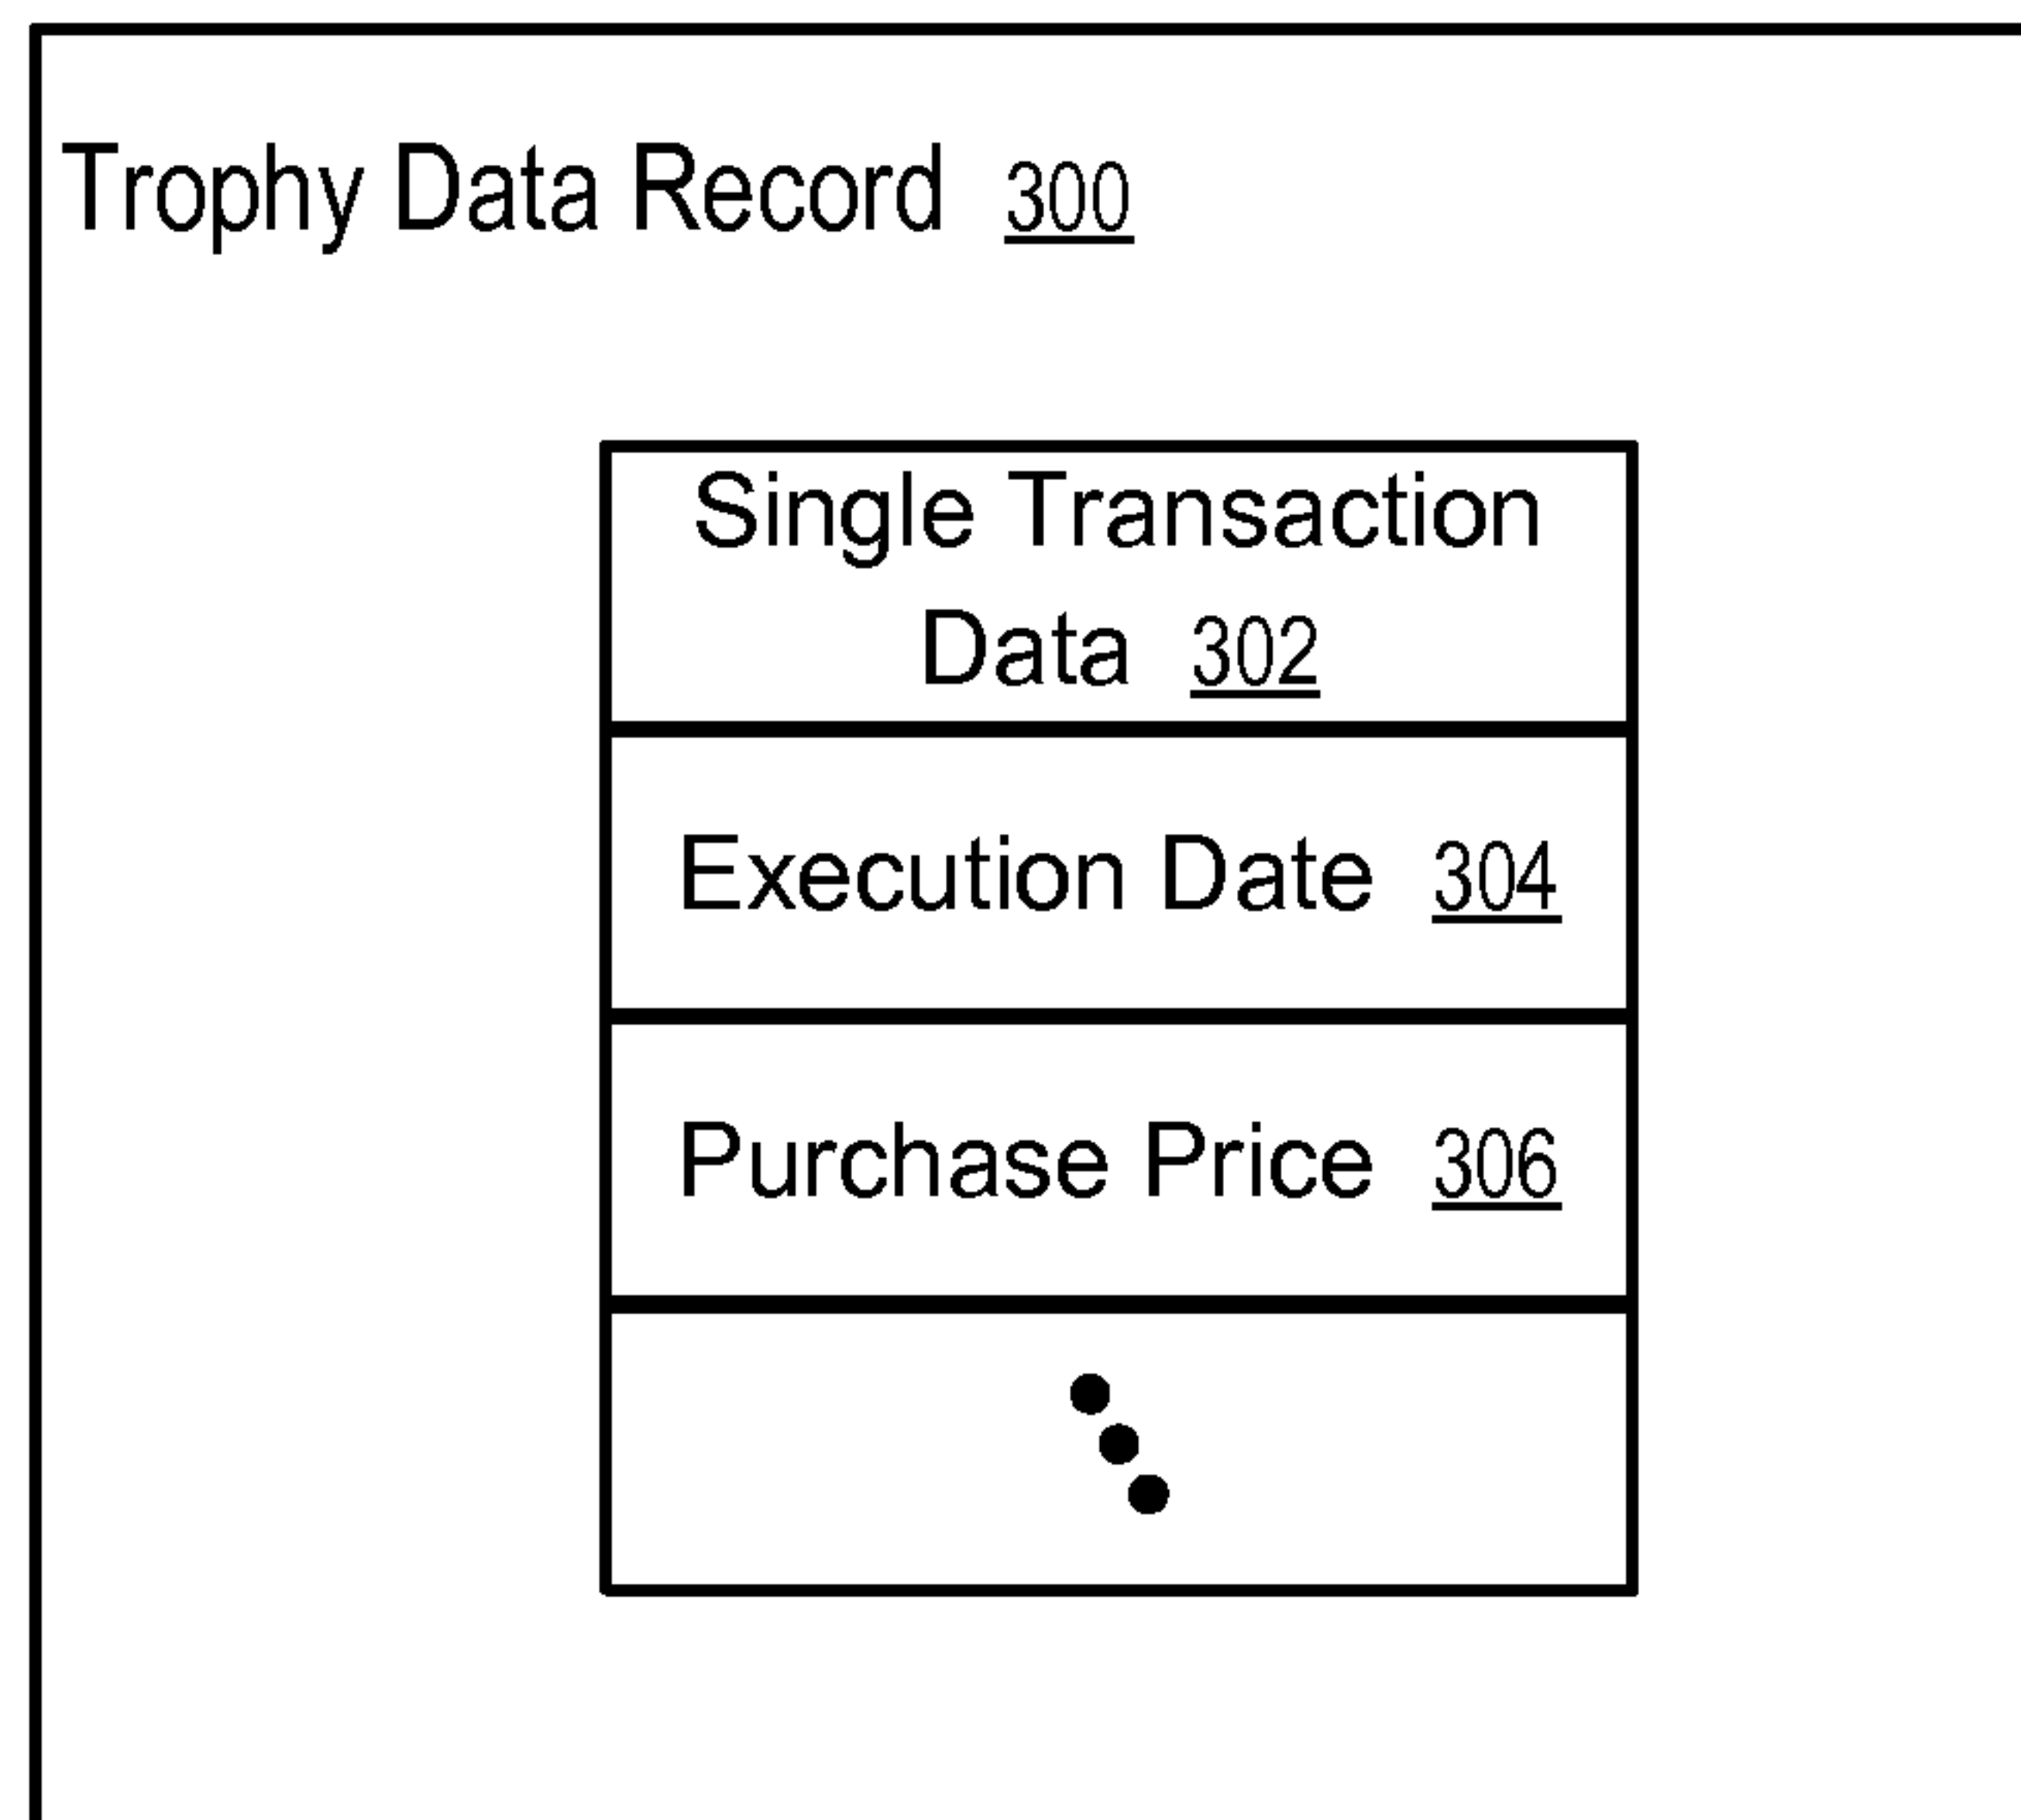 Trophy Data Record 300
Single Transaction
Data 302
Execution Date 304
Purchase Price 306